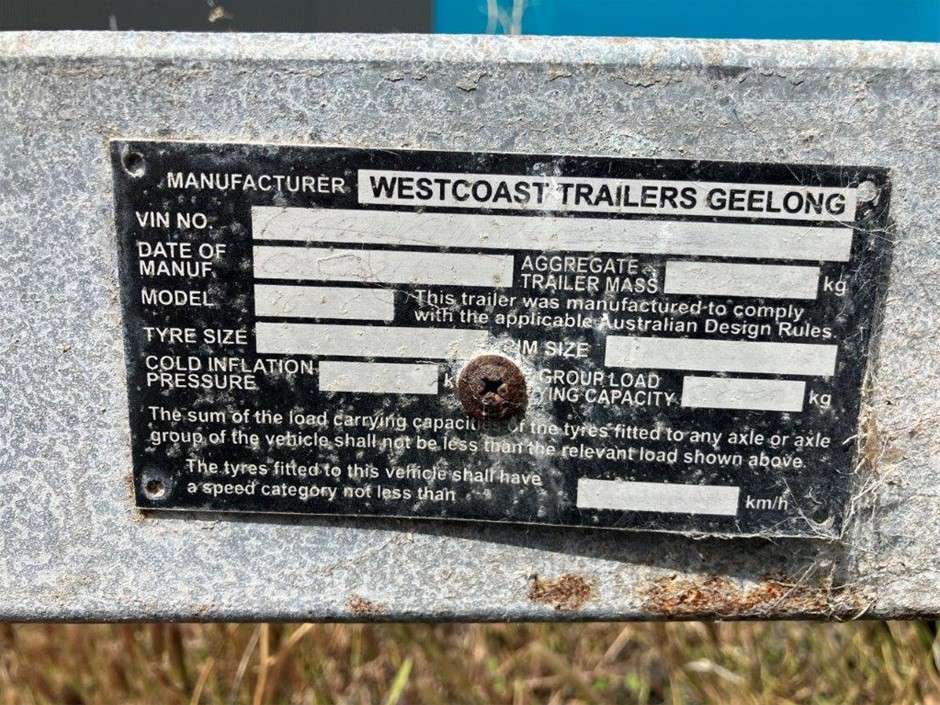 MANUFACTURER WESTCOAST TRAILERS GEELONG
VIN NO.
DATE OF
MANUF.
AGGREGATE
TRAILER MASS kg
MODEL
This trailer was manufactured to comply
with the applicable Australian Design Rules
TYRE SIZE
SIZE
COLD INFLATION
PRESSURE
GROUP LOAD
CAPACITY kg
The sum of the load carrying capacities of the tyres fitted to any axle or axle
group of the vehicle shall not be less than the relevant load shown above
The tyres fitted to this vehicle shall have
a speed category not less than km/h